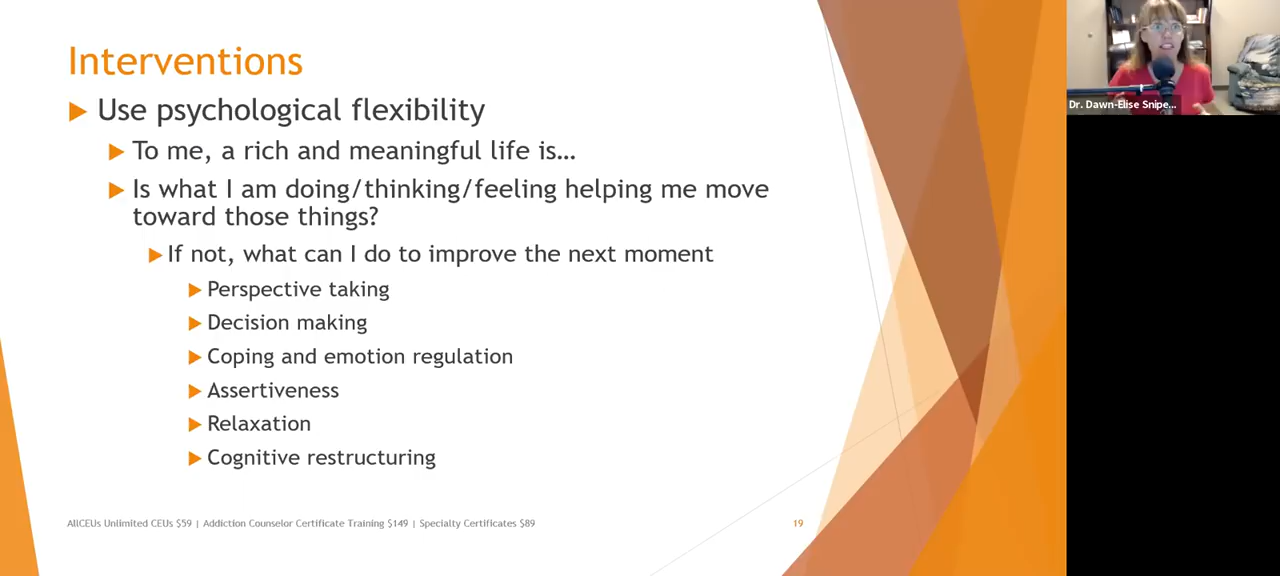 Interventions
Use psychological flexibility
To me, a rich and meaningful life is…
Is what I am doing/thinking/feeling helping me move
toward those things?
If not, what can I do to improve the next moment
Perspective taking
Decision making
Coping and emotion regulation
Assertiveness
Relaxation
Cognitive restructuring
AllCEUs Unlimited CEUs $59 | Addiction Counselor Certificate Training $149 | Specialty Certificates $89
19
Dr. Dawn-Elise Snipe...